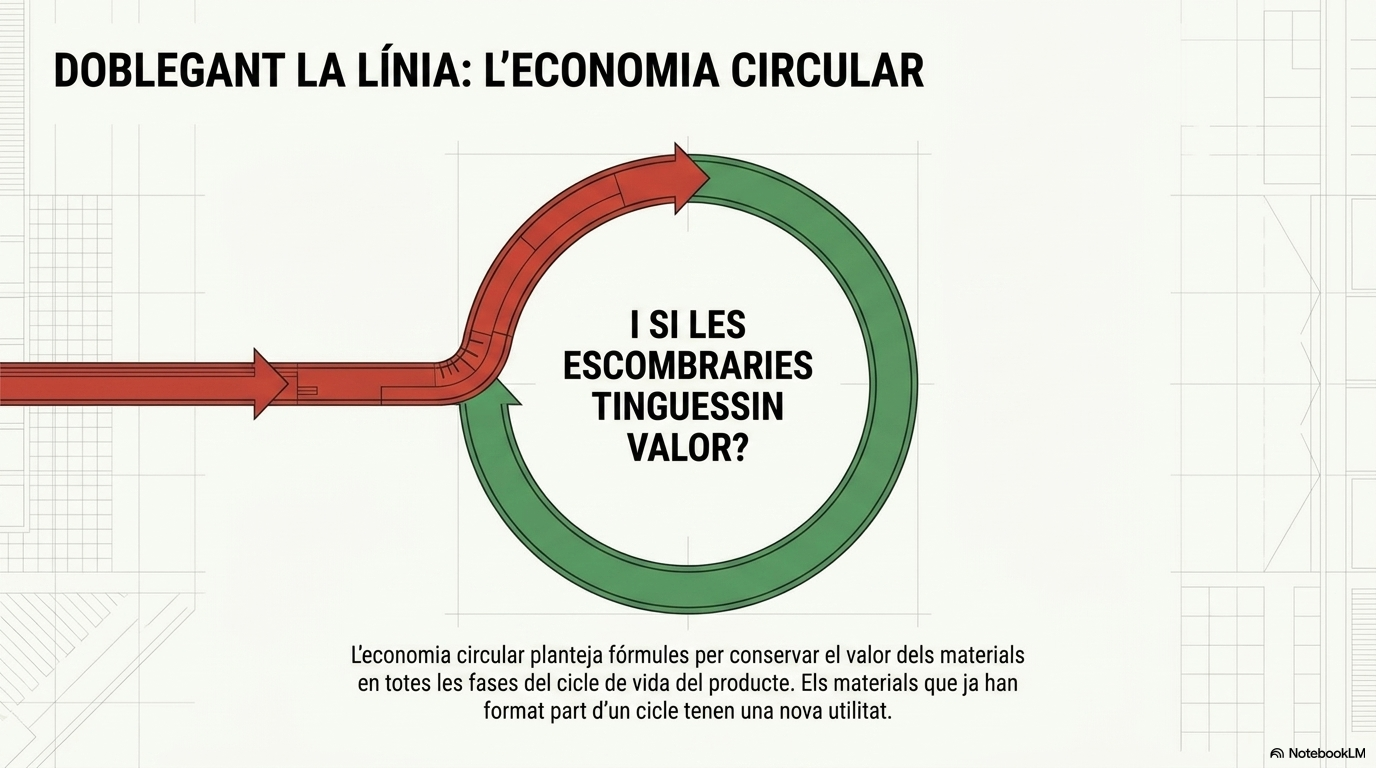 DOBLEGANT LA LÍNIA: L’ECONOMIA CIRCULAR
I SI LES
ESCOMBRARIES
TINGUESSIN
VALOR?
L’economia circular planteja fórmules per conservar el valor dels materials
en totes les fases del cicle de vida del producte. Els materials que ja han
format part d’un cicle tenen una nova utilitat.
NotebookLM